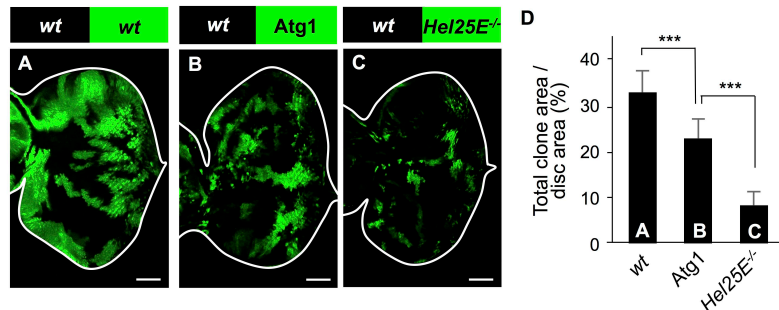 wt wt
Atg1 wt
wt Hel25E-/-
A
B
C
D
Total clone area /
disc area (%)
40
30
20
10
0
***
***
A
B
C
wt
Atg1
Hel25E-/-